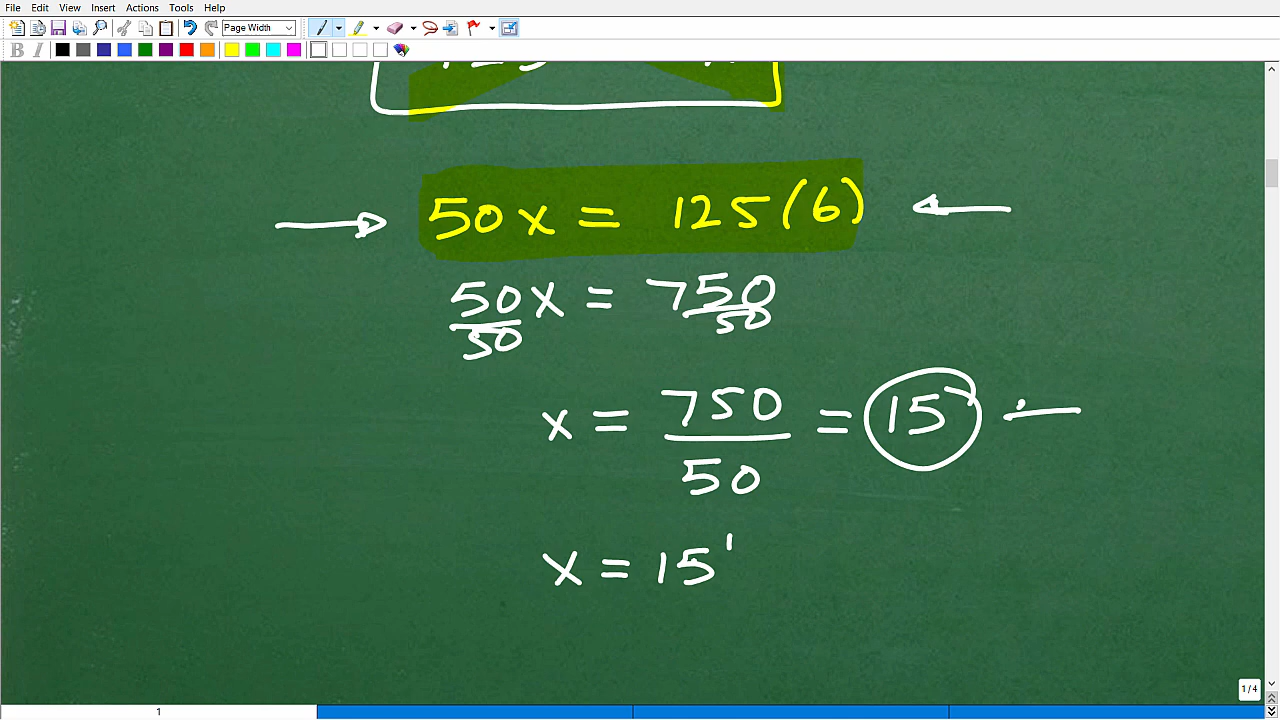 File Edit View Insert Actions Tools Help
Page Width
B I
50x = 125(6)
50x = 750
50 50
x = 750 = 15
50
x = 15'
1/4
1